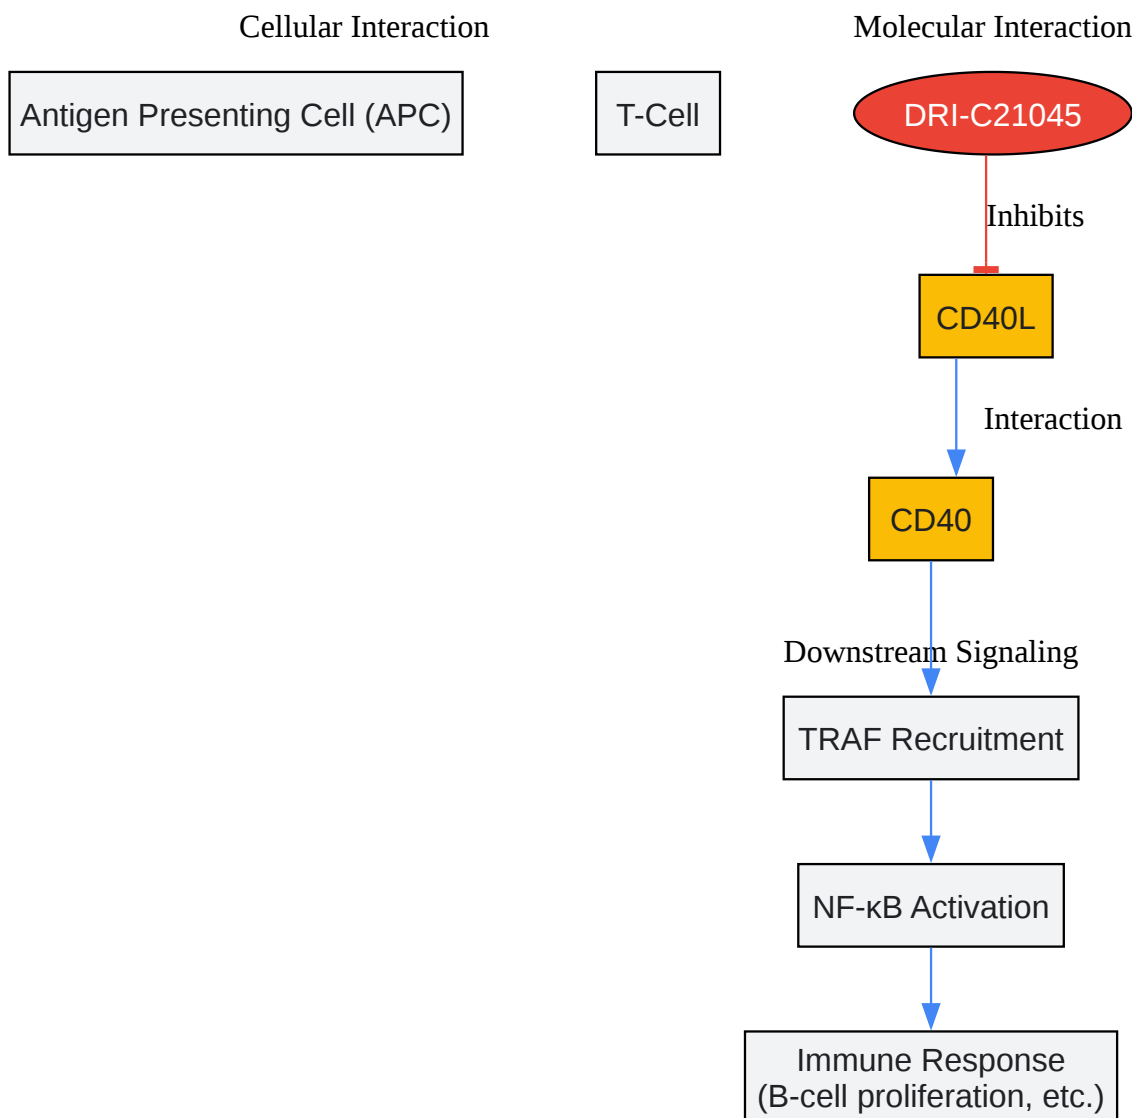 Cellular Interaction
Molecular Interaction
Antigen Presenting Cell (APC)
T-Cell
DRI-C21045
Inhibits
CD40L
Interaction
CD40
Downstream Signaling
TRAF Recruitment
NF-κB Activation
Immune Response
(B-cell proliferation, etc.)